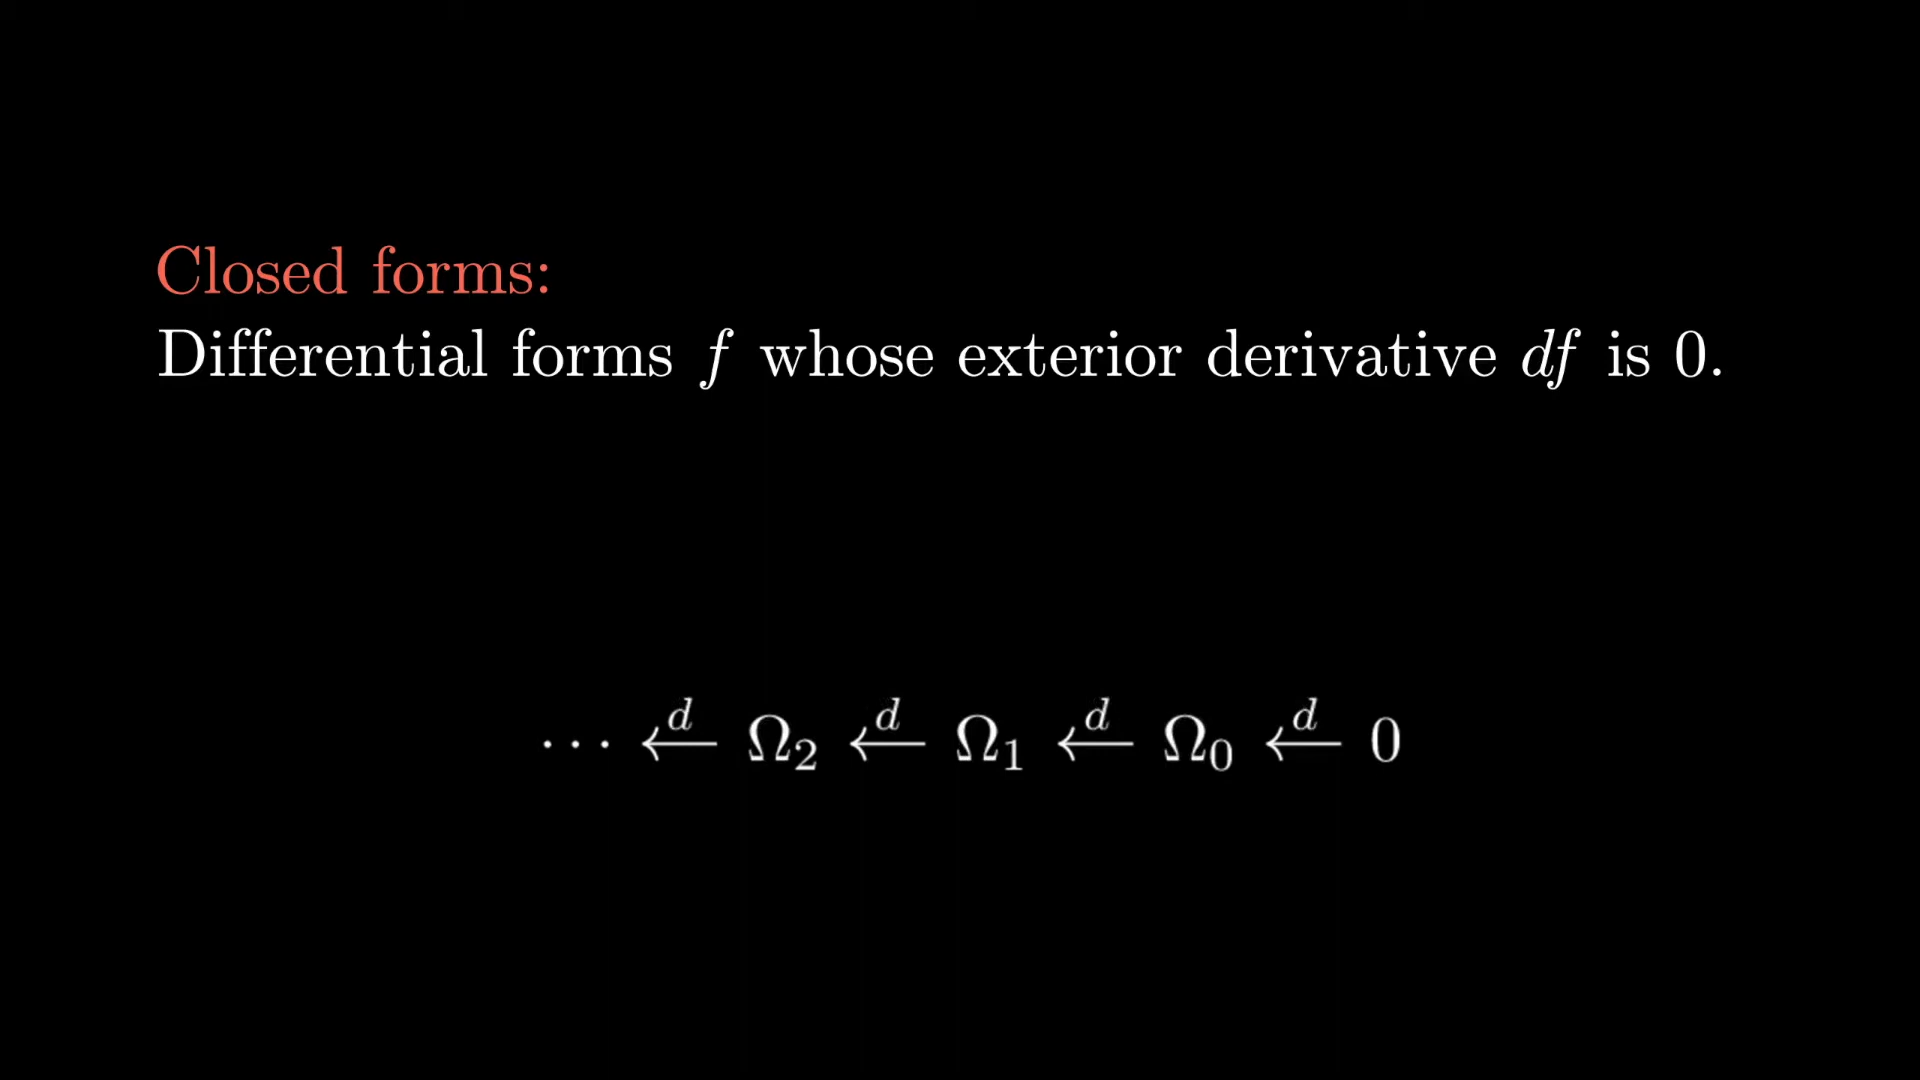 Closed forms:
Differential forms f whose exterior derivative df is 0.
⋯ ←d Ω₂ ←d Ω₁ ←d Ω₀ ←d 0